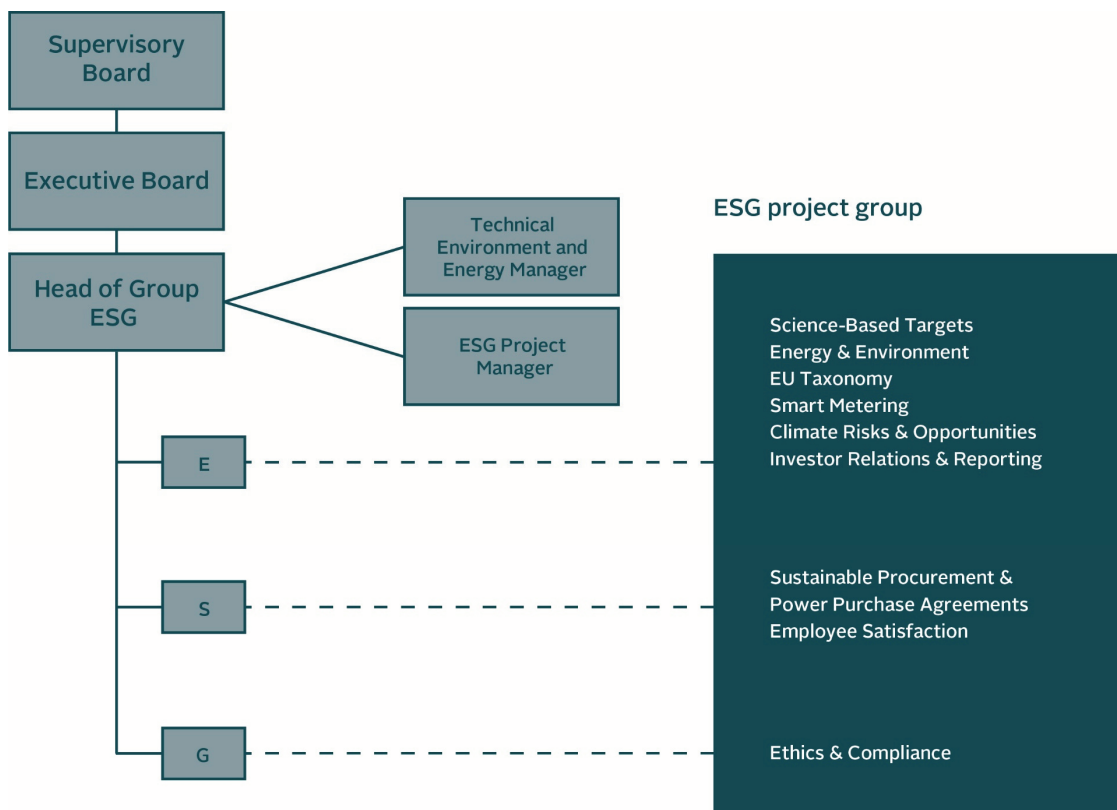 Supervisory
Board
Executive Board
Head of Group
ESG
Technical
Environment and
Energy Manager
ESG Project
Manager
ESG project group
Science-Based Targets
Energy & Environment
EU Taxonomy
Smart Metering
Climate Risks & Opportunities
Investor Relations & Reporting
E
Sustainable Procurement &
Power Purchase Agreements
Employee Satisfaction
S
Ethics & Compliance
G